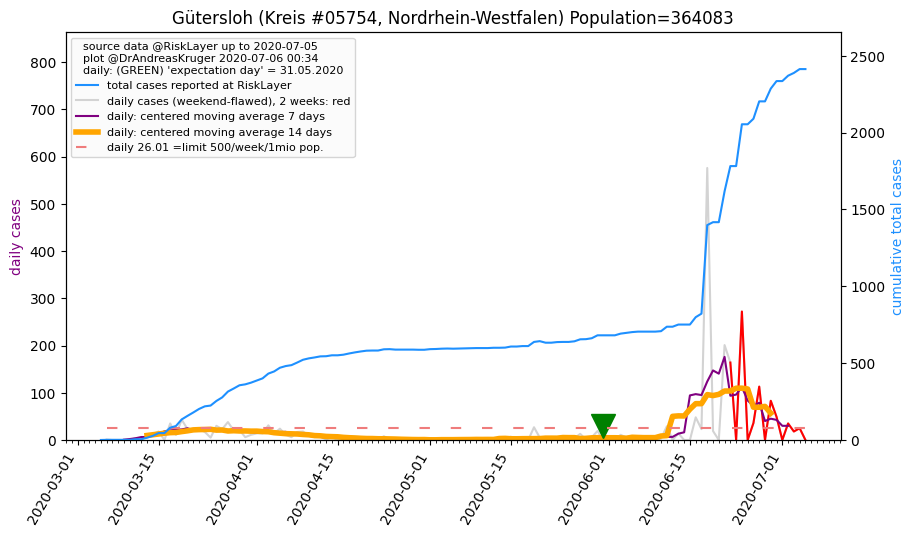 Gütersloh (Kreis #05754, Nordrhein-Westfalen) Population=364083
source data @RiskLayer up to 2020-07-05
plot @DrAndreasKruger 2020-07-06 00:34
daily: (GREEN) 'expectation day' = 31.05.2020
total cases reported at RiskLayer
daily cases (weekend-flawed), 2 weeks: red
daily: centered moving average 7 days
daily: centered moving average 14 days
daily 26.01 =limit 500/week/1mio pop.
daily cases
800
700
600
500
400
300
200
100
0
cumulative total cases
2500
2000
1500
1000
500
0
2020-03-01
2020-03-15
2020-04-01
2020-04-15
2020-05-01
2020-05-15
2020-06-01
2020-06-15
2020-07-01